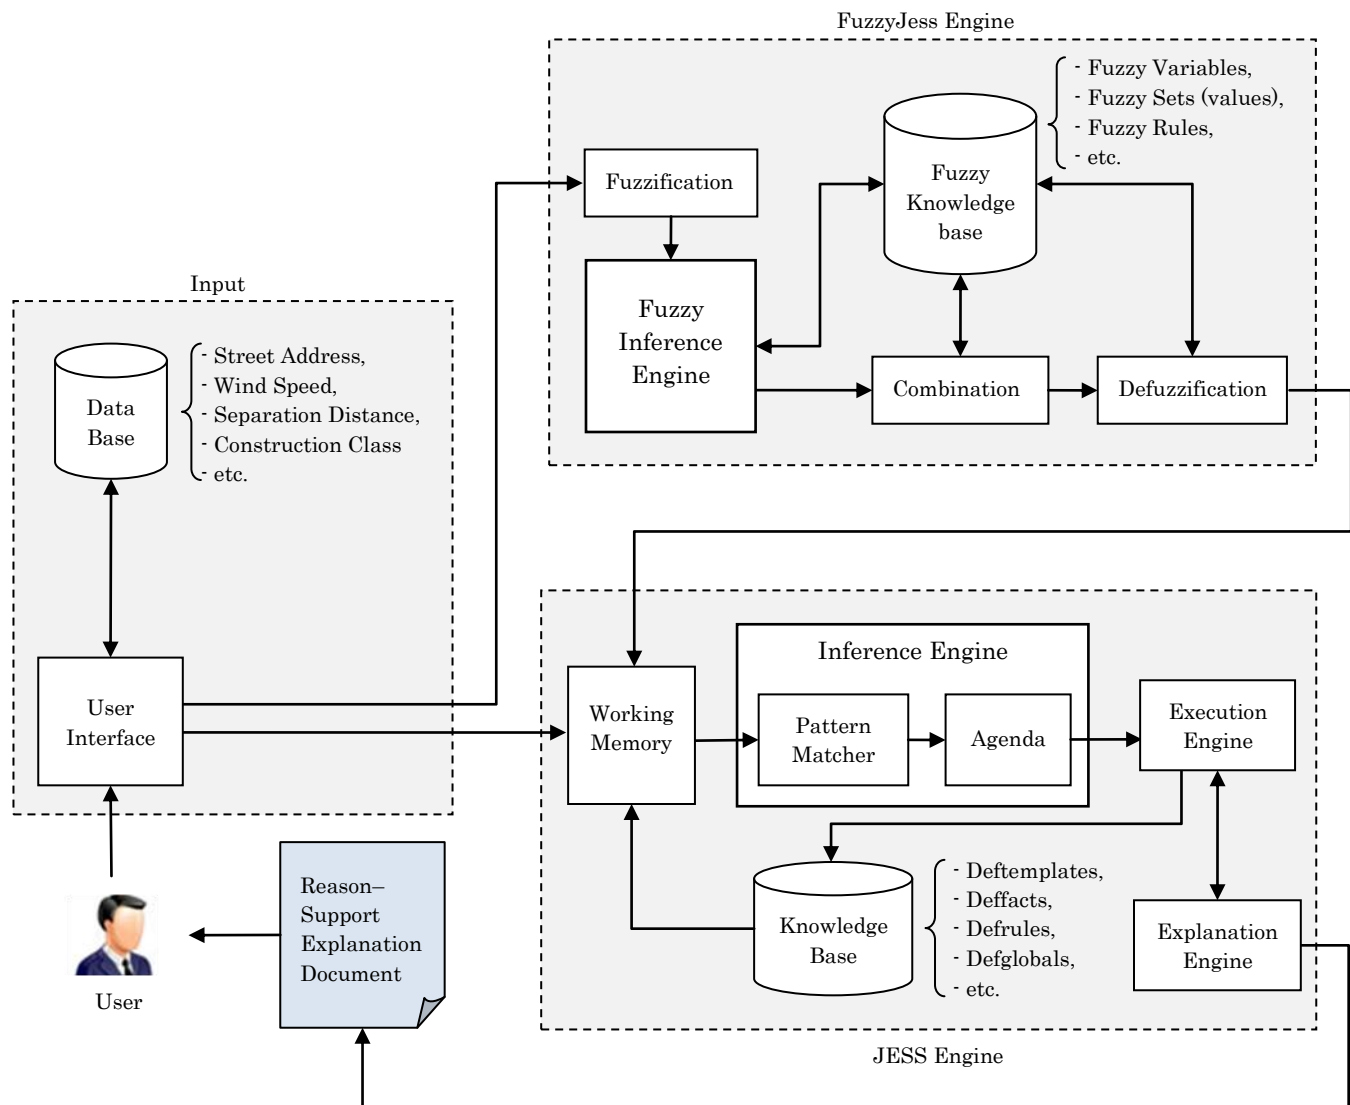 FuzzyJess Engine
- Fuzzy Variables,
- Fuzzy Sets (values),
- Fuzzy Rules,
- etc.
Fuzzification
Fuzzy
Knowledge
base
Fuzzy
Inference
Engine
Combination
Defuzzification
Input
Data
Base
- Street Address,
- Wind Speed,
- Separation Distance,
- Construction Class
- etc.
User
Interface
Working
Memory
Inference Engine
Pattern
Matcher
Agenda
Execution
Engine
Knowledge
Base
- Deftemplates,
- Deffacts,
- Defrules,
- Defglobals,
- etc.
Explanation
Engine
JESS Engine
Reason–
Support
Explanation
Document
User